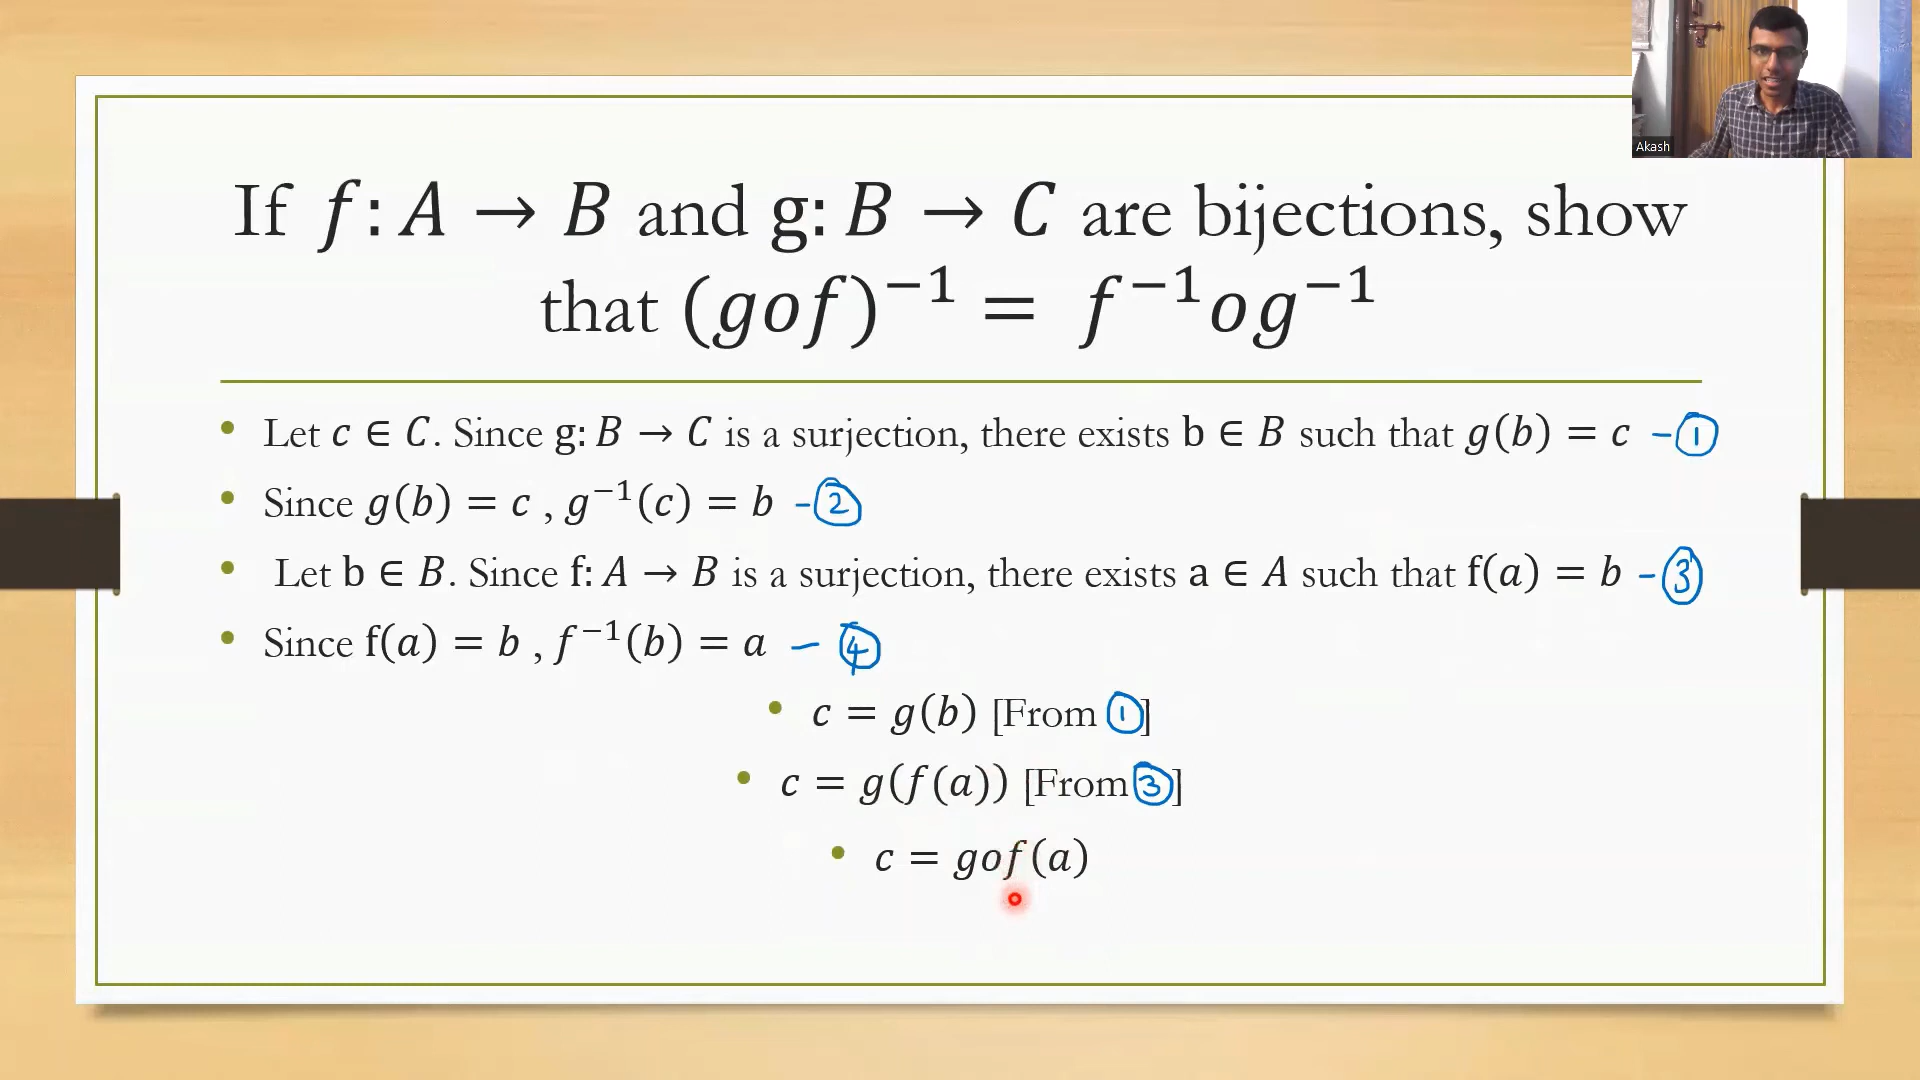 Akash
If f: A → B and g: B → C are bijections, show
that (gof)⁻¹ = f⁻¹og⁻¹
• Let c ∈ C. Since g: B → C is a surjection, there exists b ∈ B such that g(b) = c – ①
• Since g(b) = c , g⁻¹(c) = b – ②
• Let b ∈ B. Since f: A → B is a surjection, there exists a ∈ A such that f(a) = b – ③
• Since f(a) = b , f⁻¹(b) = a – ④
• c = g(b) [From ①]
• c = g(f(a)) [From ③]
• c = gof(a)